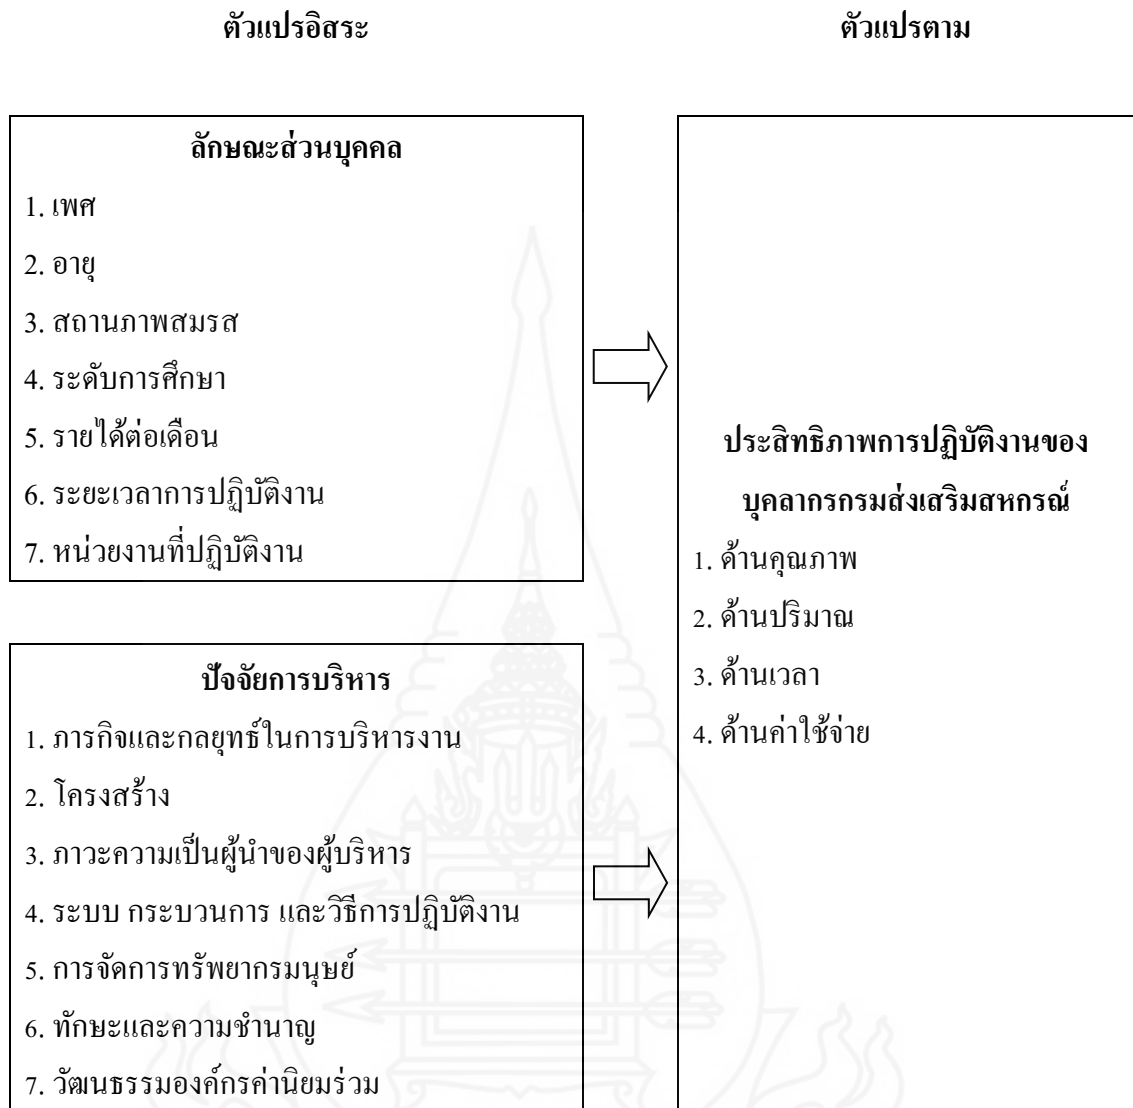 ตัวแปรอิสระ
ตัวแปรตาม
ลักษณะส่วนบุคคล
1. เพศ
2. อายุ
3. สถานภาพสมรส
4. ระดับการศึกษา
5. รายได้ต่อเดือน
6. ระยะเวลาการปฏิบัติงาน
7. หน่วยงานที่ปฏิบัติงาน
ปัจจัยการบริหาร
1. ภารกิจและกลยุทธ์ในการบริหารงาน
2. โครงสร้าง
3. ภาวะความเป็นผู้นำของผู้บริหาร
4. ระบบ กระบวนการ และวิธีการปฏิบัติงาน
5. การจัดการทรัพยากรมนุษย์
6. ทักษะและความชำนาญ
7. วัฒนธรรมองค์กรค่านิยมร่วม
ประสิทธิภาพการปฏิบัติงานของ
บุคลากรกรมส่งเสริมสหกรณ์
1. ด้านคุณภาพ
2. ด้านปริมาณ
3. ด้านเวลา
4. ด้านค่าใช้จ่าย